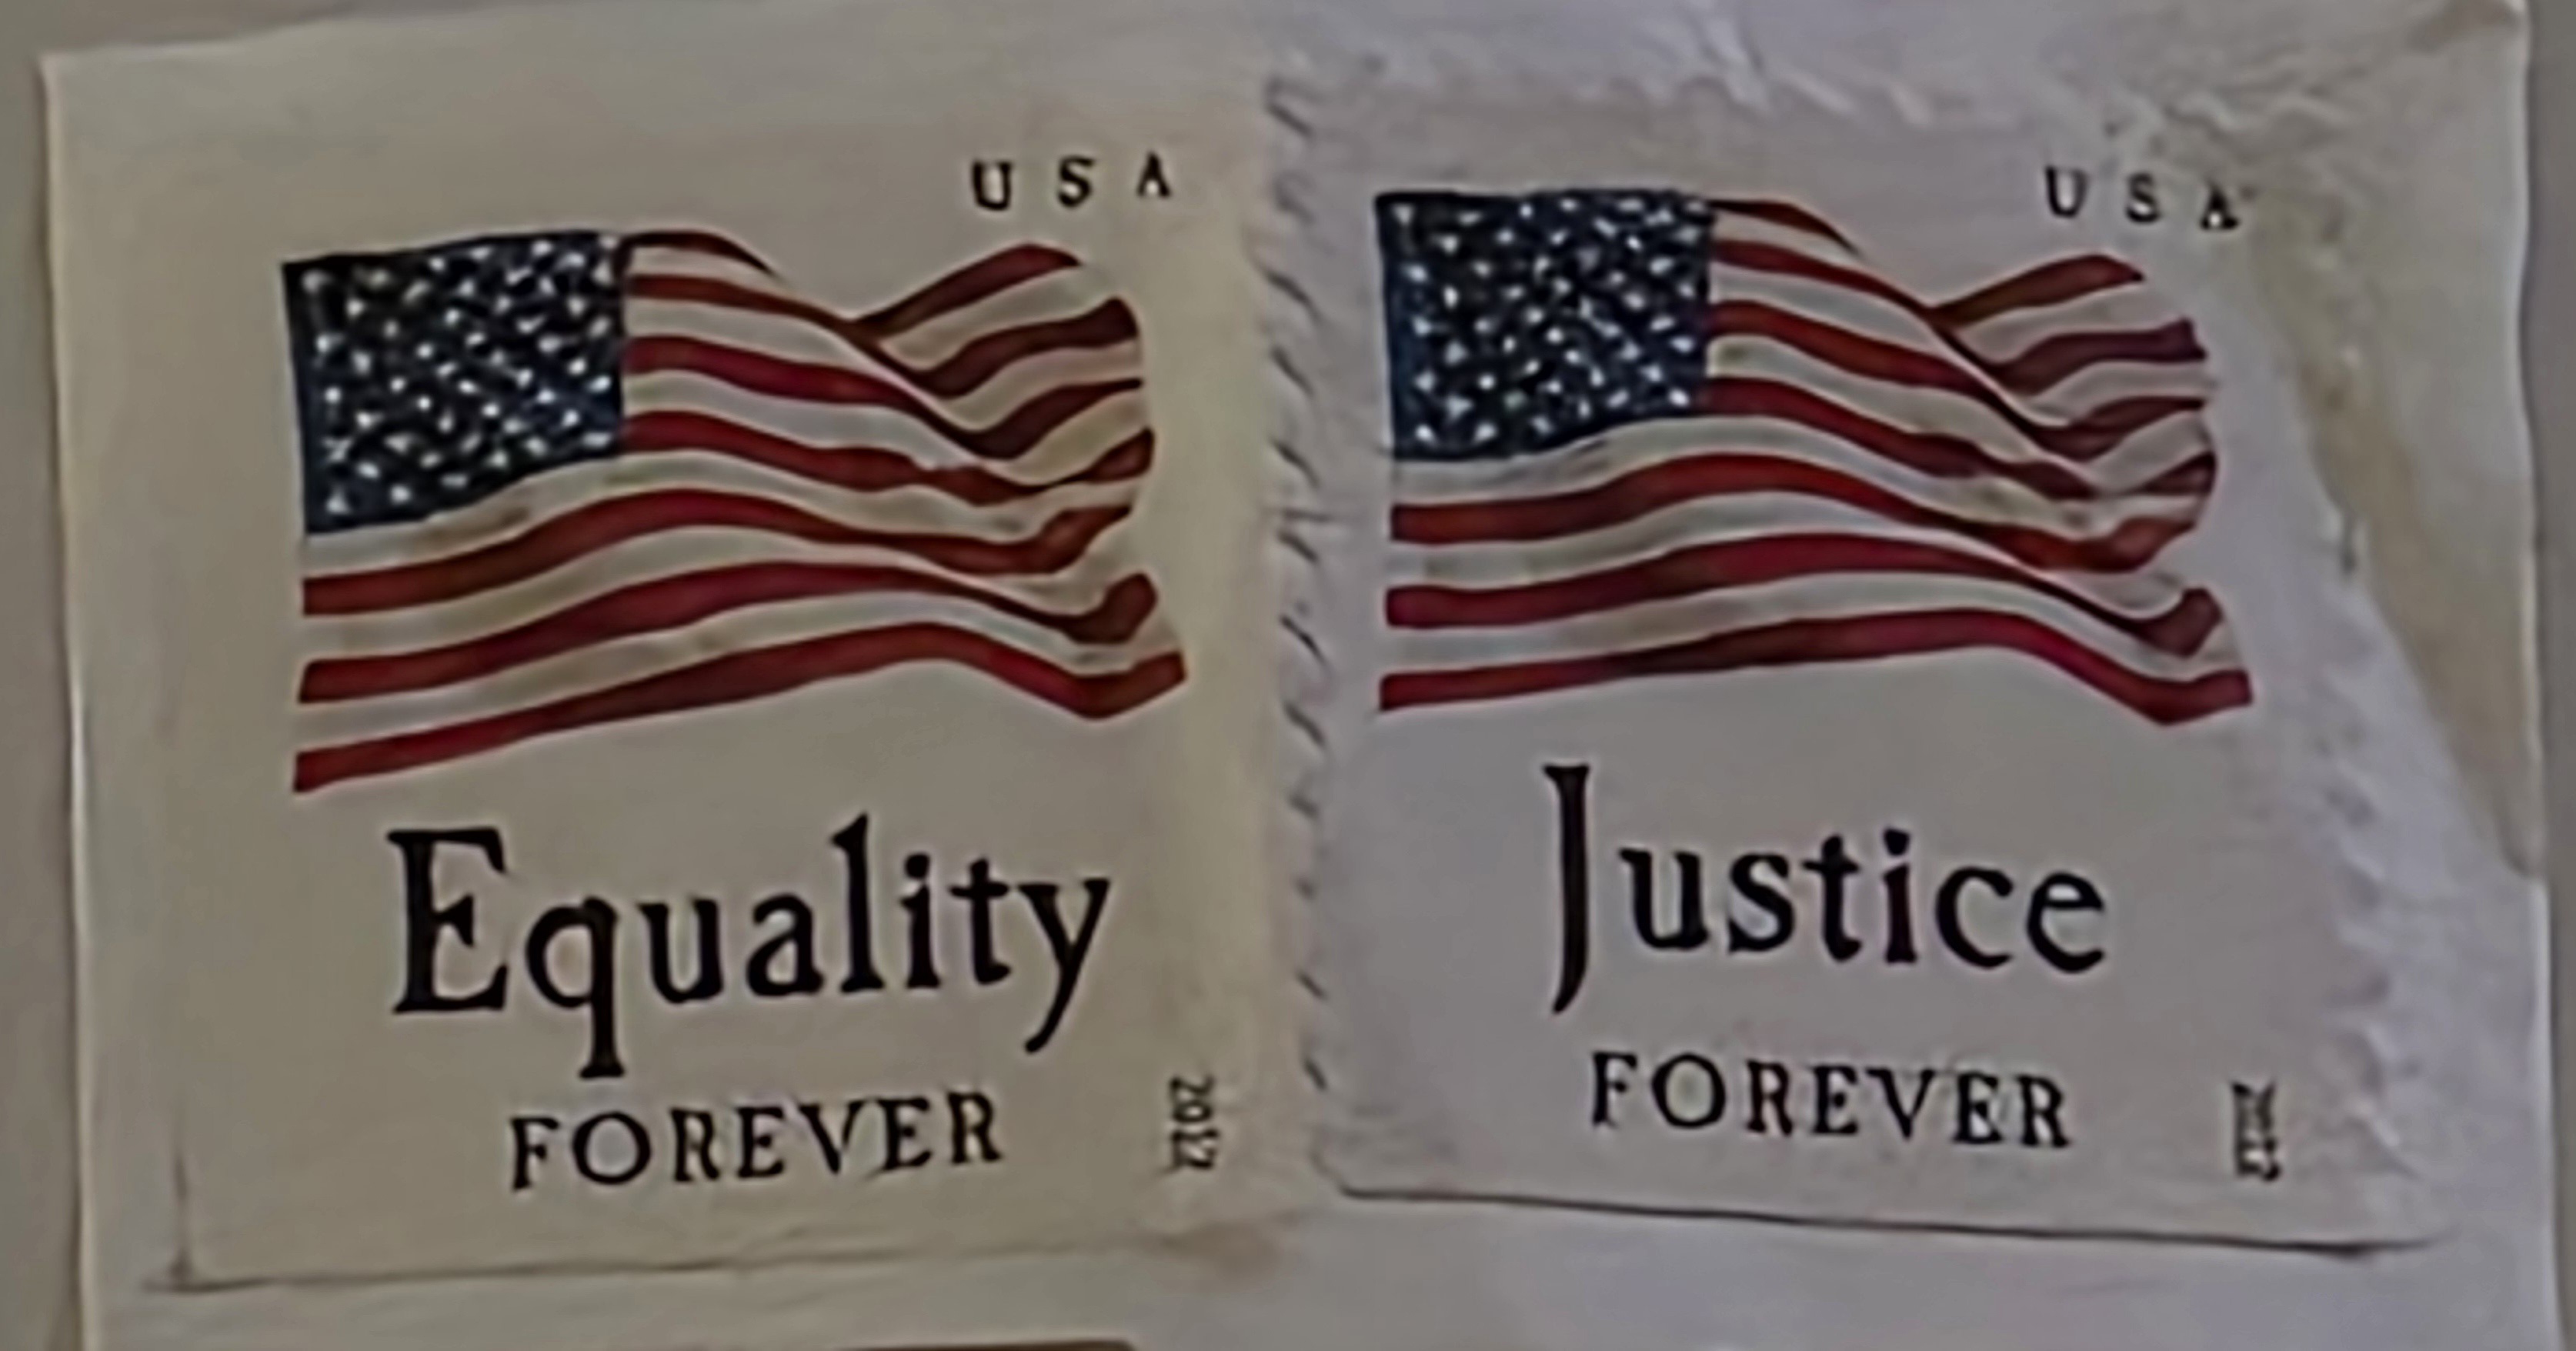 USA
Equality
FOREVER
2012
USA
Justice
FOREVER